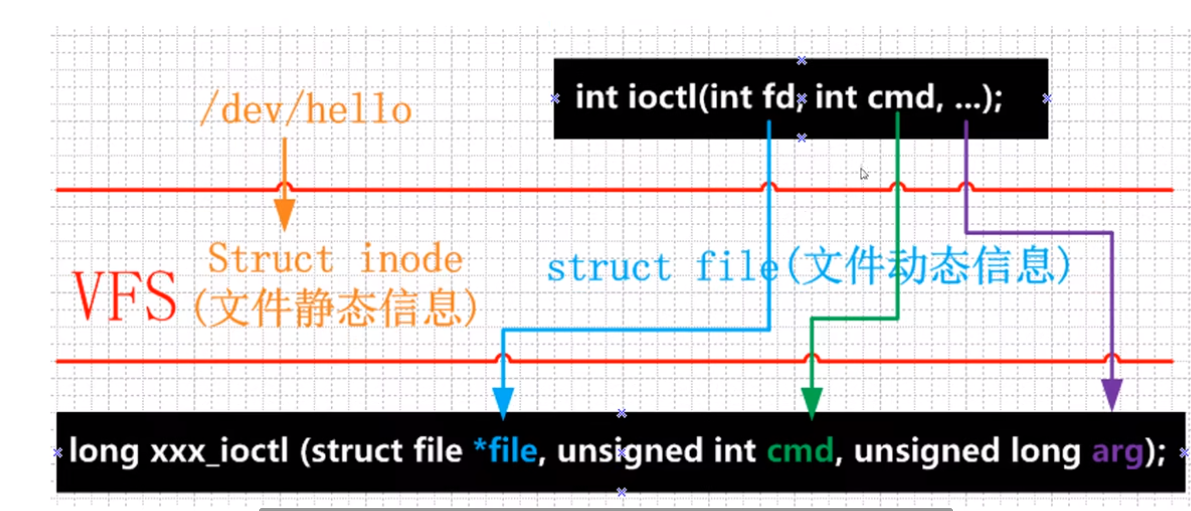 int ioctl(int fd, int cmd, ...);
/dev/hello
Struct inode
struct file(文件动态信息)
VFS
(文件静态信息)
long xxx_ioctl (struct file *file, unsigned int cmd, unsigned long arg);